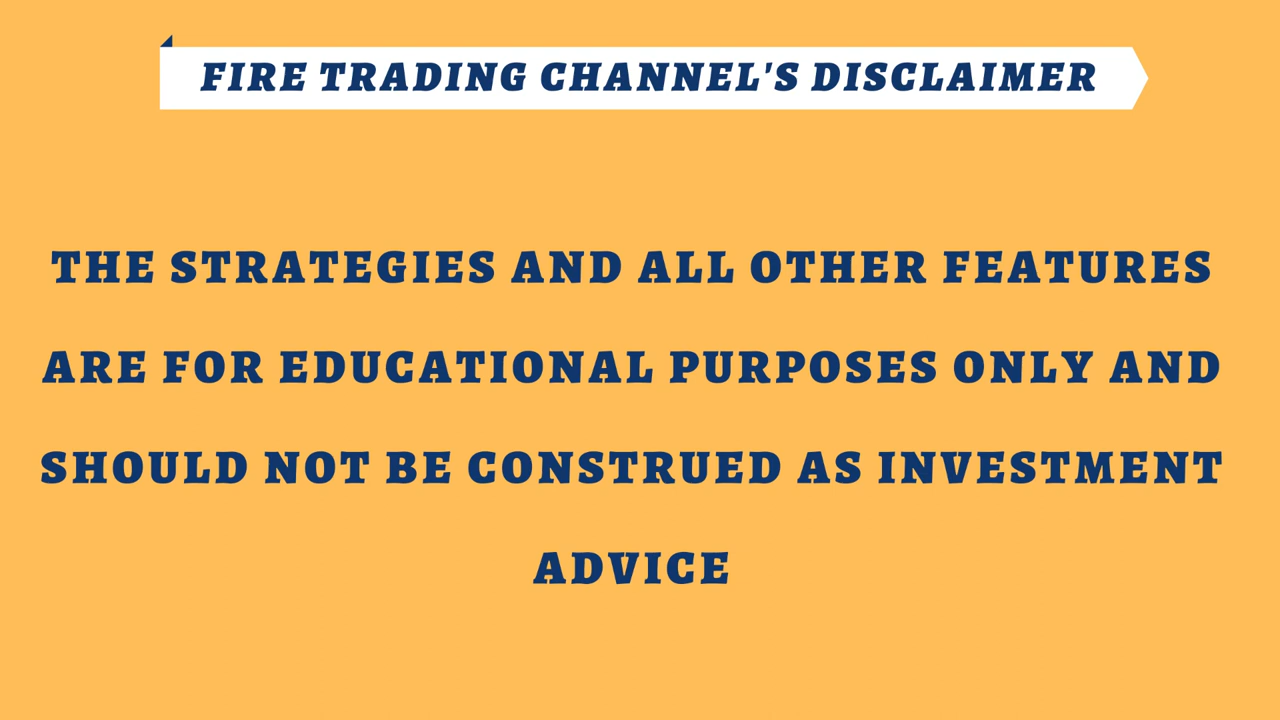 FIRE TRADING CHANNEL'S DISCLAIMER
THE STRATEGIES AND ALL OTHER FEATURES
ARE FOR EDUCATIONAL PURPOSES ONLY AND
SHOULD NOT BE CONSTRUED AS INVESTMENT
ADVICE